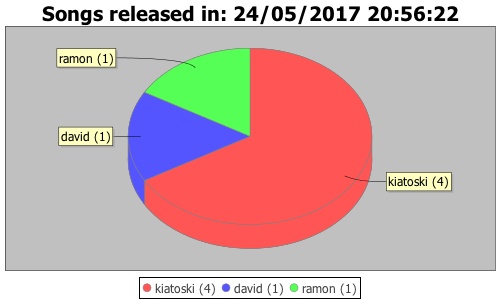 Songs released in: 24/05/2017 20:56:22
ramon (1)
david (1)
kiatoski (4)
kiatoski (4) david (1) ramon (1)